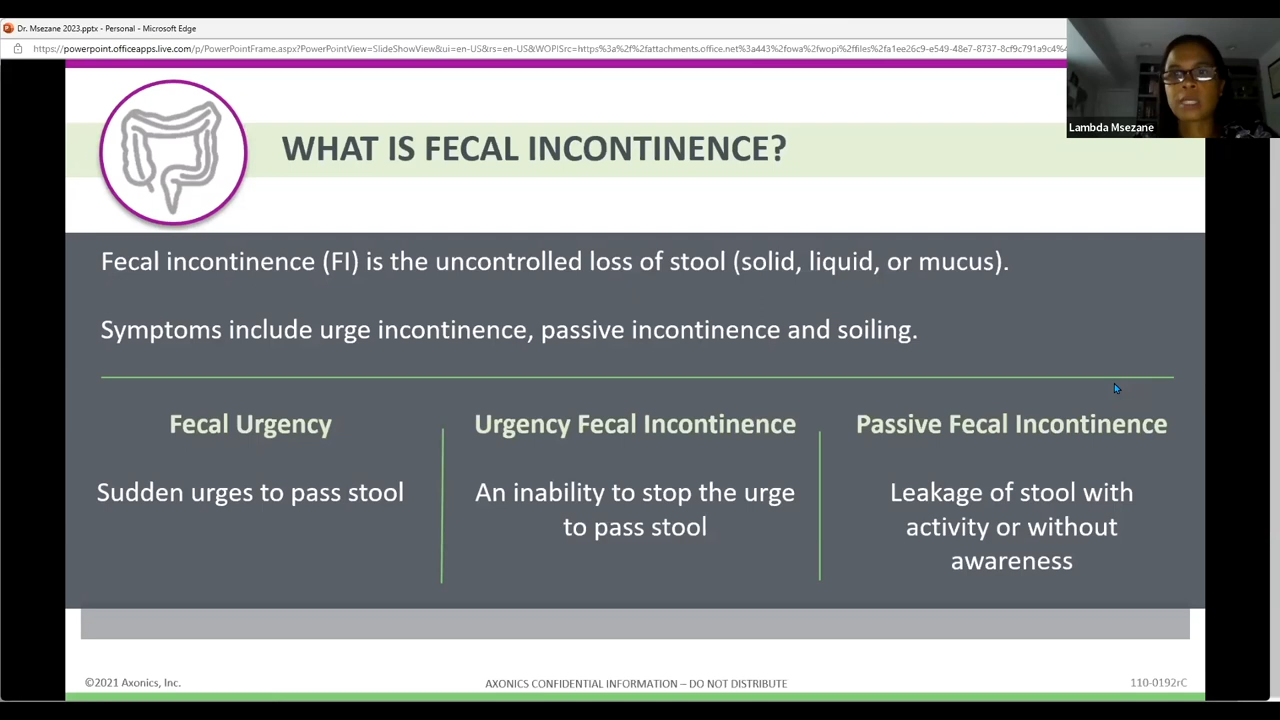 Dr. Msezane 2023.pptx - Personal - Microsoft Edge
https://powerpoint.officeapps.live.com/p/PowerPointFrame.aspx?PowerPointView=SlideShowView&ui=en-US&rs=en-US&WOPISrc=https%3a%2f%2fattachments.office.net%3a443%2fowa%2fwopi%2ffiles%2fa1ee26c9-e549-48e7-8737-8cf9c791a9c4%
Lambda Msezane
WHAT IS FECAL INCONTINENCE?
Fecal incontinence (FI) is the uncontrolled loss of stool (solid, liquid, or mucus).
Symptoms include urge incontinence, passive incontinence and soiling.
Fecal Urgency
Sudden urges to pass stool
Urgency Fecal Incontinence
An inability to stop the urge
to pass stool
Passive Fecal Incontinence
Leakage of stool with
activity or without
awareness
©2021 Axonics, Inc.
AXONICS CONFIDENTIAL INFORMATION – DO NOT DISTRIBUTE
110-0192rC